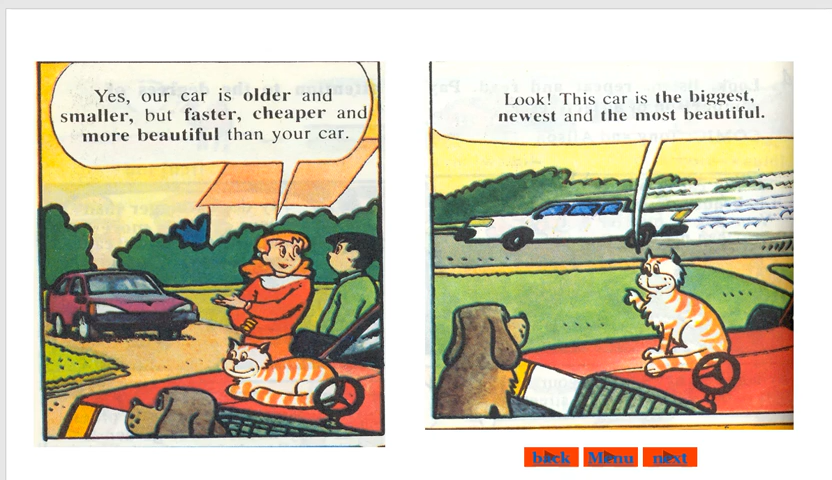 Yes, our car is older and
smaller, but faster, cheaper and
more beautiful than your car.
Look! This car is the biggest,
newest and the most beautiful.
back Menu next